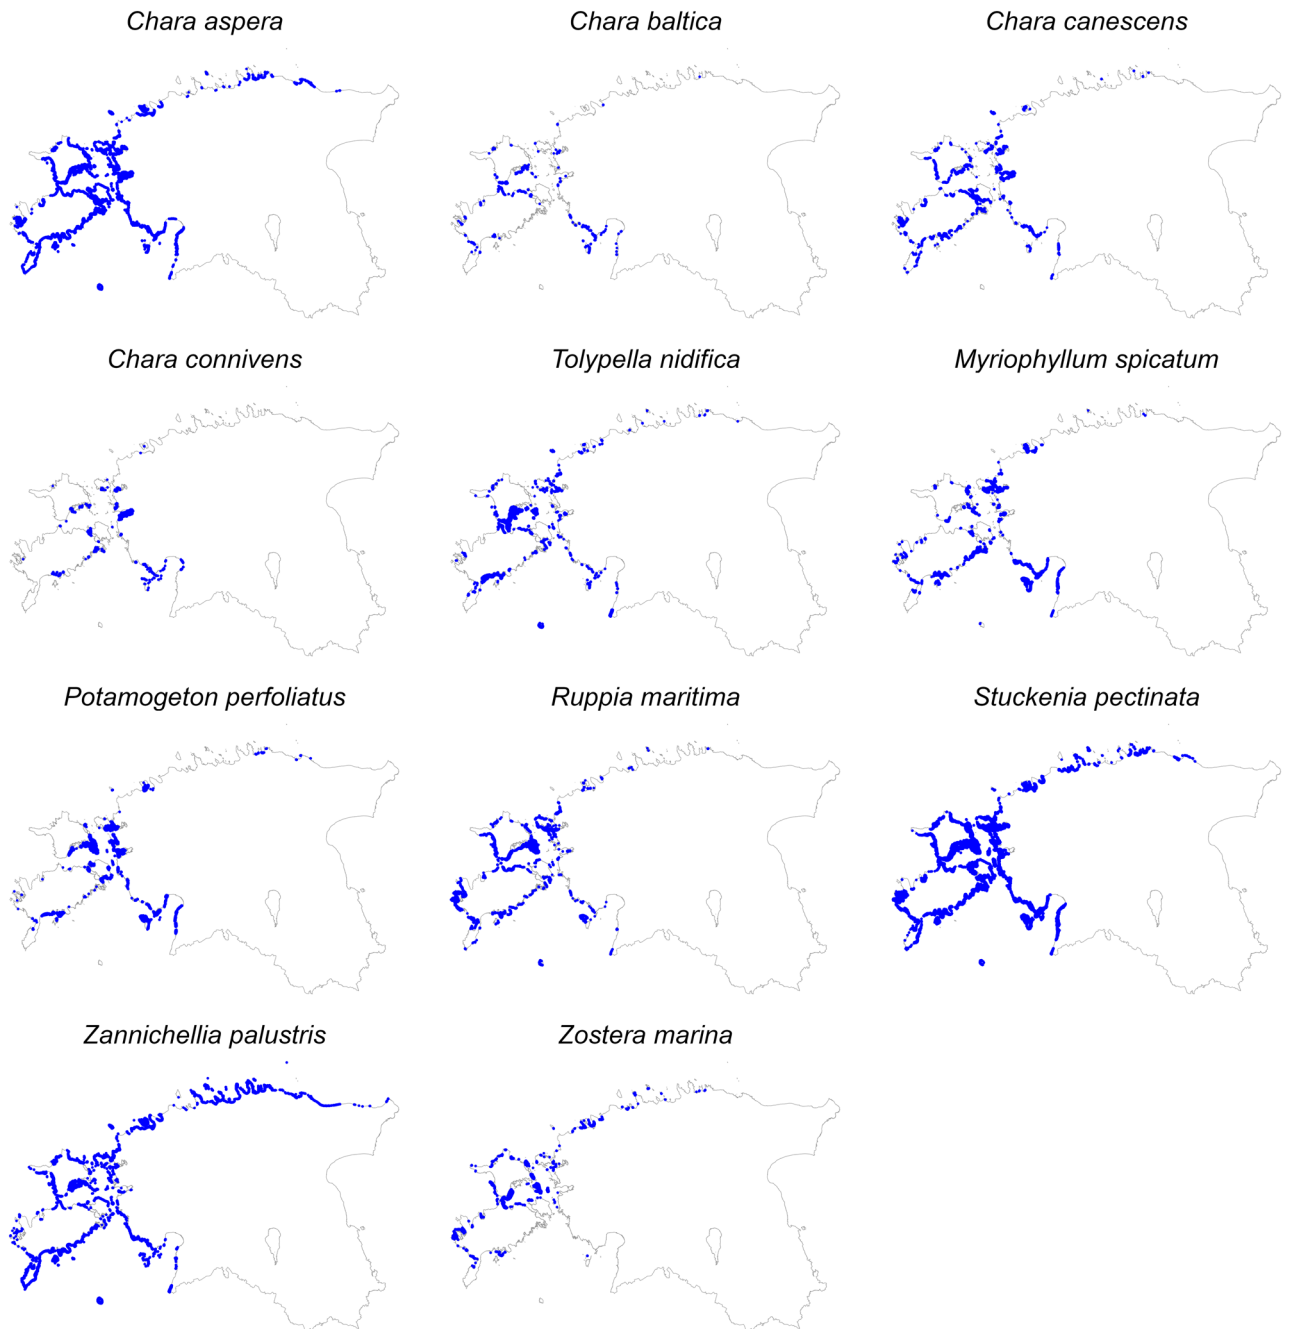 Chara aspera
Chara baltica
Chara canescens
Chara connivens
Tolypella nidifica
Myriophyllum spicatum
Potamogeton perfoliatus
Ruppia maritima
Stuckenia pectinata
Zannichellia palustris
Zostera marina